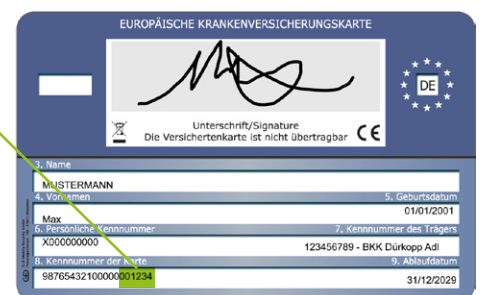 EUROPÄISCHE KRANKENVERSICHERUNGSKARTE
DE
Unterschrift/Signature
Die Versichertenkarte ist nicht übertragbar CE
3. Name
MUSTERMANN
4. Vornamen 5. Geburtsdatum
Max 01/01/2001
6. Persönliche Kennnummer 7. Kennnummer des Trägers
X000000000 123456789 - BKK Dürkopp Adl
8. Kennnummer der Karte 9. Ablaufdatum
98765432100000001234 31/12/2029